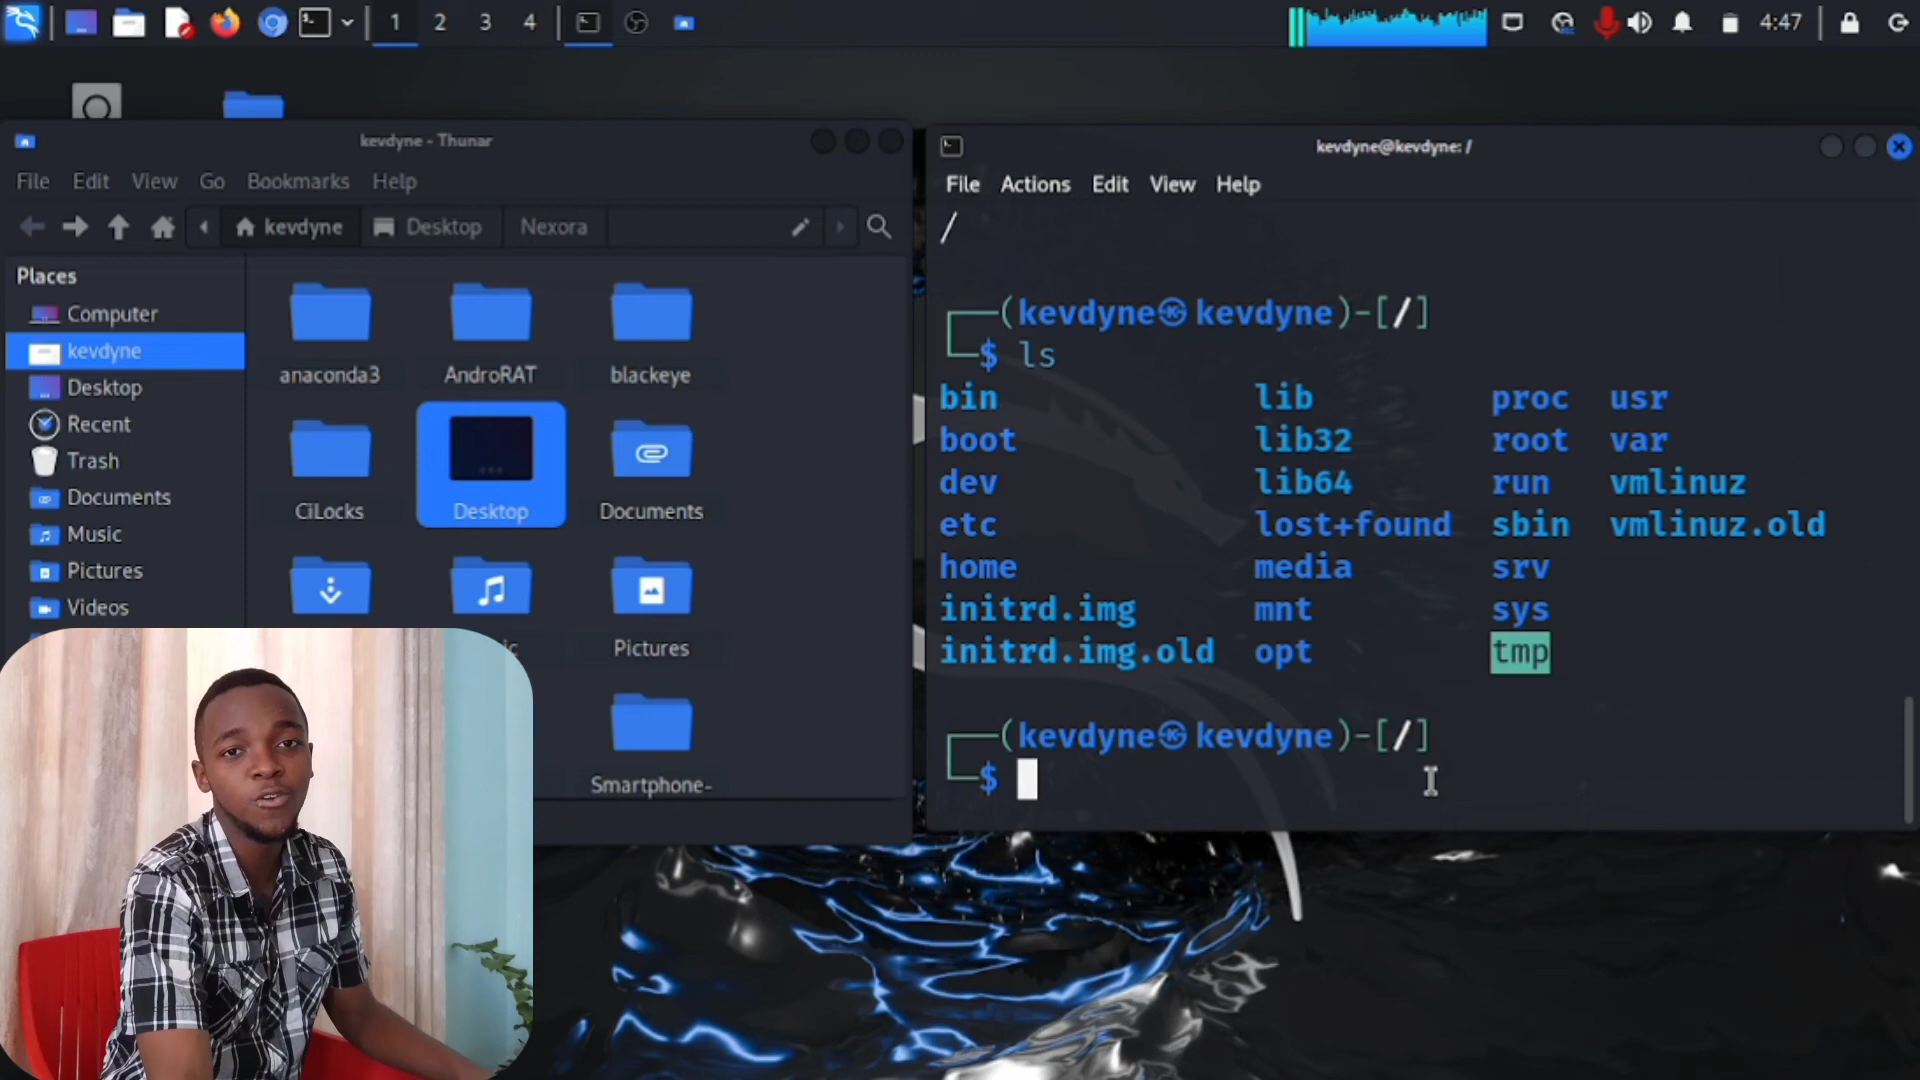 1 2 3 4
4:47
kevdyne - Thunar
File Edit View Go Bookmarks Help
kevdyne Desktop Nexora
Places
Computer
kevdyne
Desktop
Recent
Trash
Documents
Music
Pictures
Videos
anaconda3 AndroRAT blackeye
CiLocks Desktop Documents
Pictures
Smartphone-
kevdyne@kevdyne: /
File Actions Edit View Help
/
(kevdyne㉿kevdyne)-[/]
$ ls
bin lib proc usr
boot lib32 root var
dev lib64 run vmlinuz
etc lost+found sbin vmlinuz.old
home media srv
initrd.img mnt sys
initrd.img.old opt tmp
(kevdyne㉿kevdyne)-[/]
$